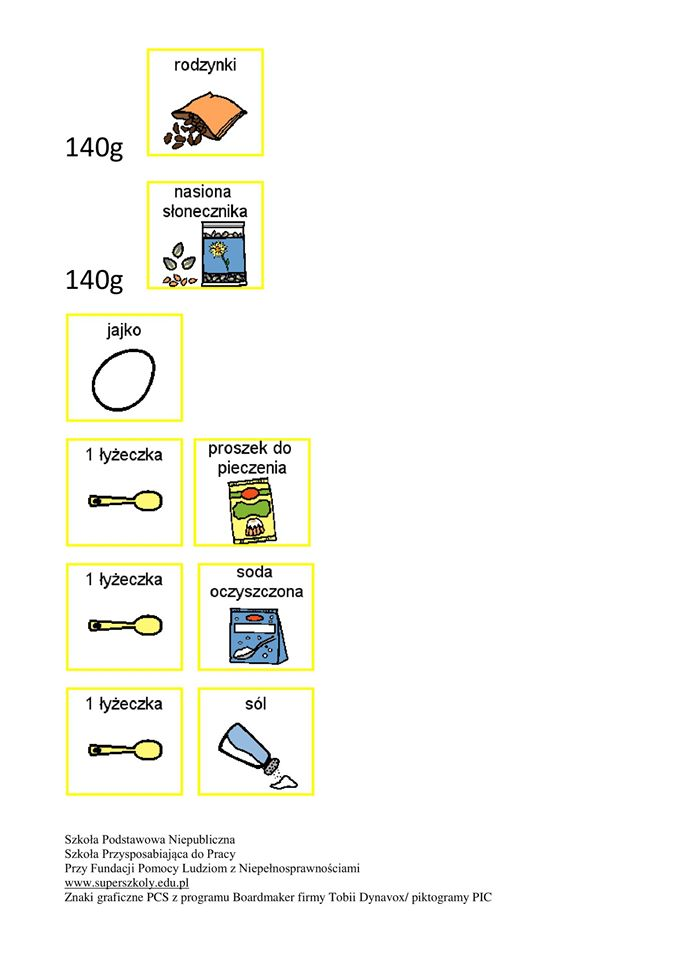 rodzynki
140g
nasiona
słonecznika
140g
jajko
1 łyżeczka
proszek do
pieczenia
1 łyżeczka
soda
oczyszczona
1 łyżeczka
sól
Szkoła Podstawowa Niepubliczna
Szkoła Przysposabiająca do Pracy
Przy Fundacji Pomocy Ludziom z Niepełnosprawnościami
www.superszkoly.edu.pl
Znaki graficzne PCS z programu Boardmaker firmy Tobii Dynavox/ piktogramy PIC